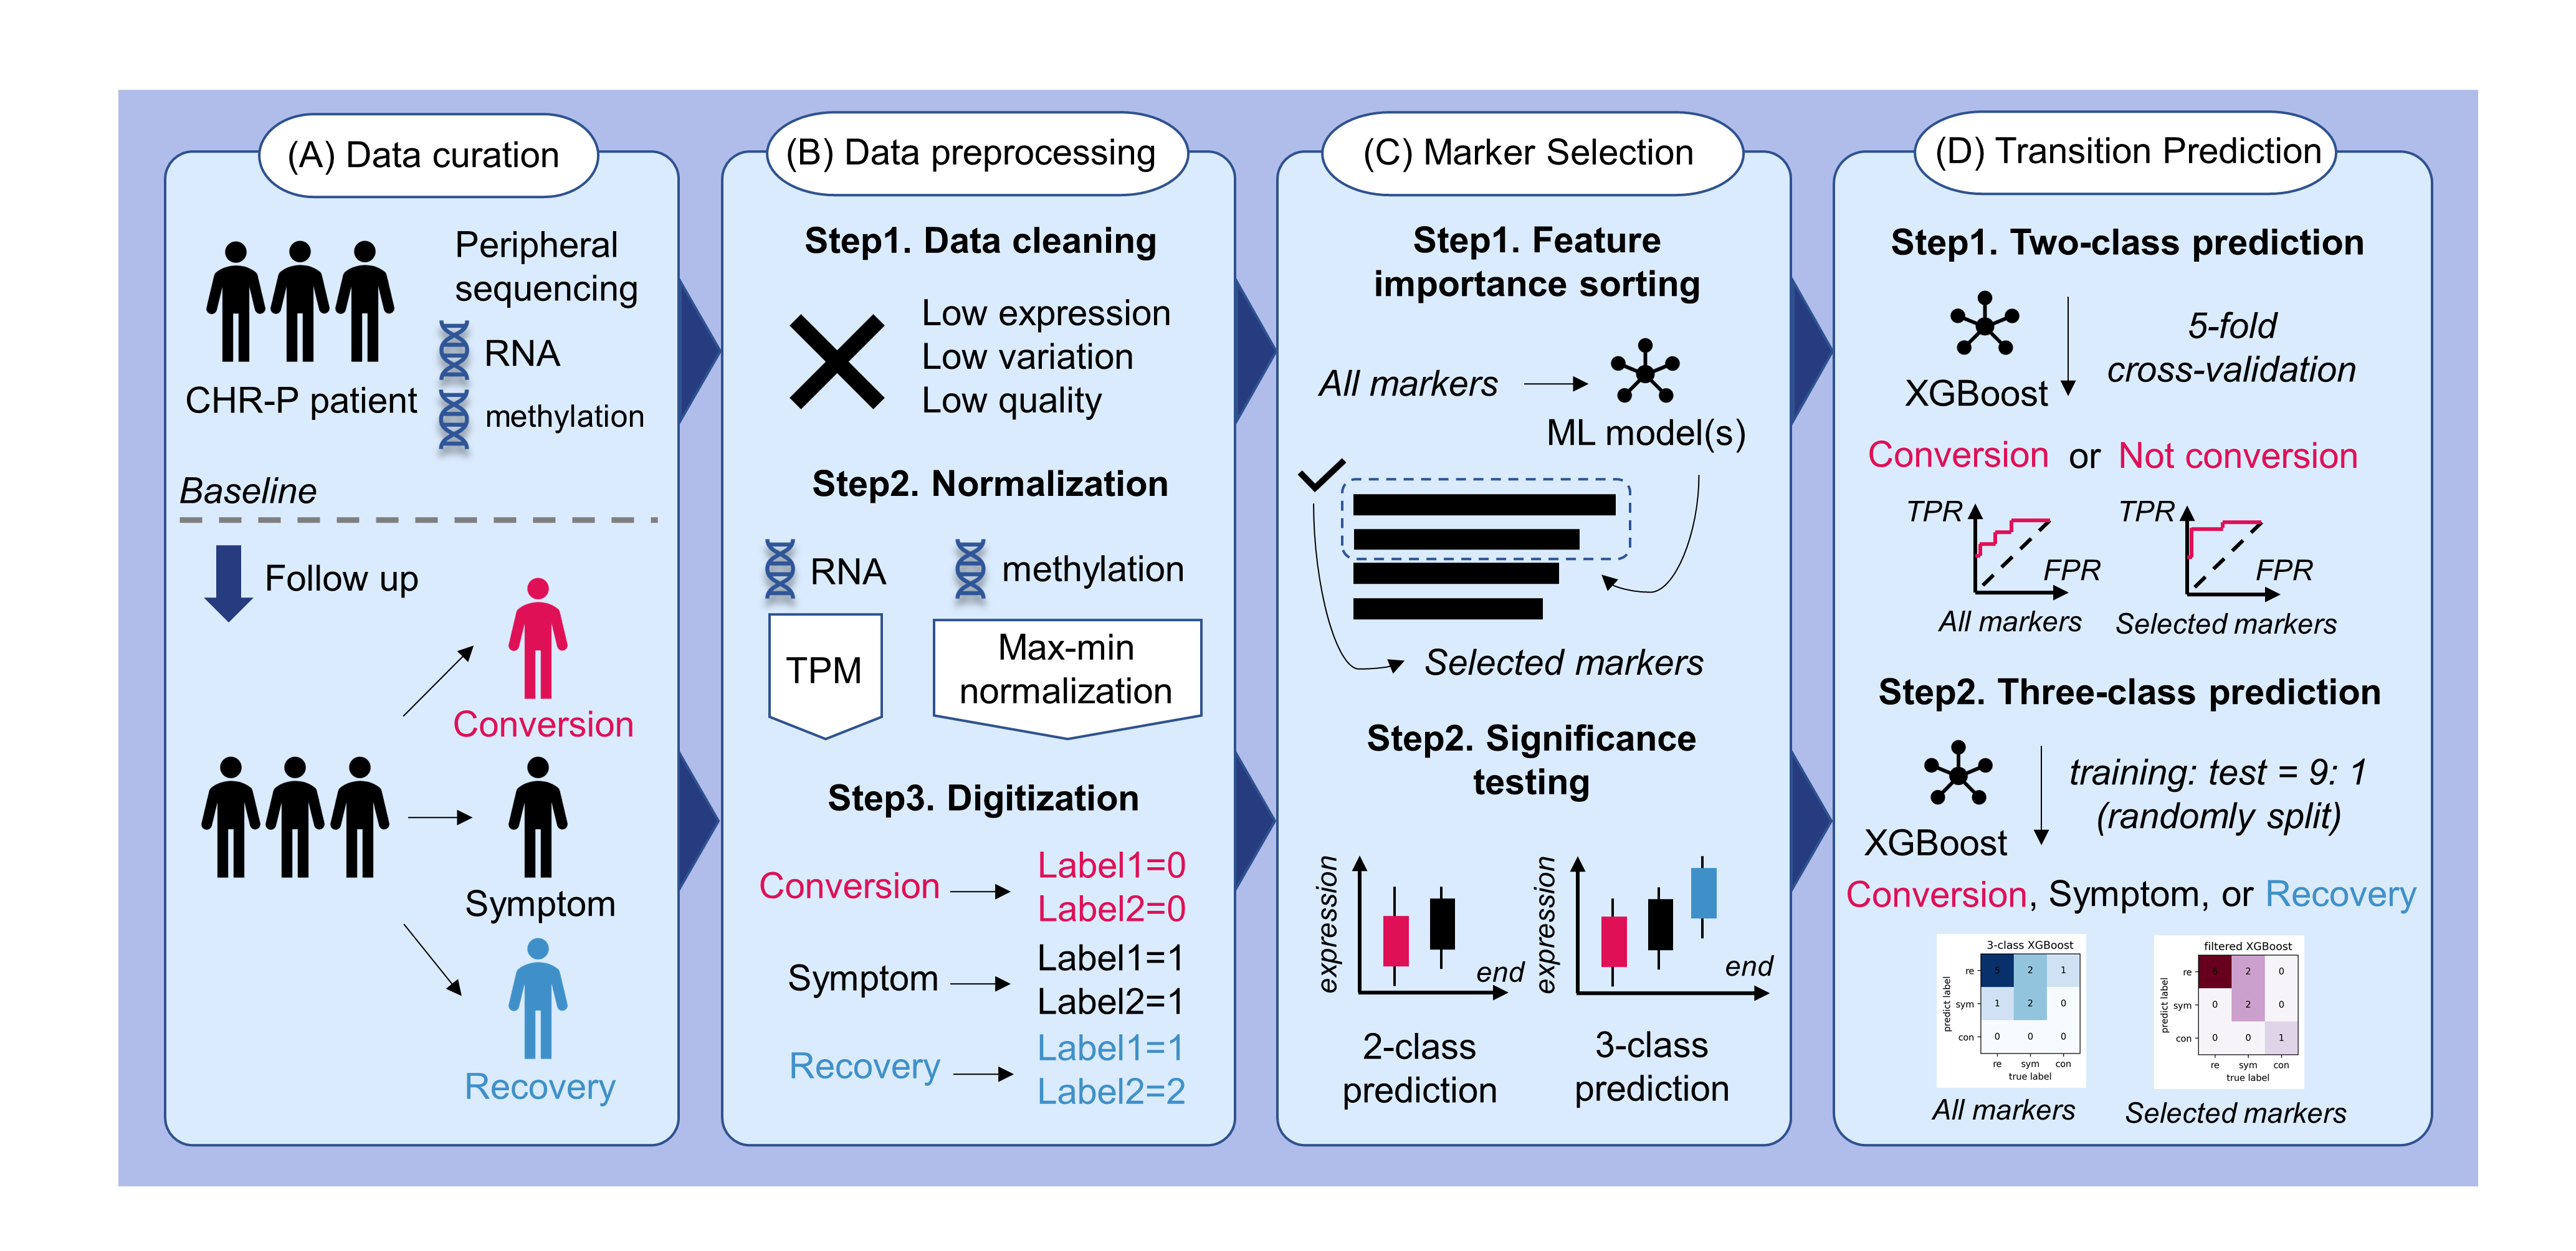 (A) Data curation
Peripheral
sequencing
RNA
methylation
CHR-P patient
Baseline
Follow up
Conversion
Symptom
Recovery
(B) Data preprocessing
Step1. Data cleaning
Low expression
Low variation
Low quality
Step2. Normalization
RNA
methylation
TPM
Max-min
normalization
Step3. Digitization
Conversion
Label1=0
Label2=0
Symptom
Label1=1
Label2=1
Recovery
Label1=1
Label2=2
(C) Marker Selection
Step1. Feature
importance sorting
All markers
ML model(s)
Selected markers
Step2. Significance
testing
expression
end
2-class
prediction
expression
end
3-class
prediction
(D) Transition Prediction
Step1. Two-class prediction
XGBoost
5-fold
cross-validation
Conversion or Not conversion
TPR
FPR
All markers
TPR
FPR
Selected markers
Step2. Three-class prediction
XGBoost
training: test = 9: 1
(randomly split)
Conversion, Symptom, or Recovery
3-class XGBoost
predict label
re 5 2 1
sym 1 2 0
con 0 0 0
re sym con
true label
All markers
filtered XGBoost
predict label
re 6 2 0
sym 0 2 0
con 0 0 1
re sym con
true label
Selected markers